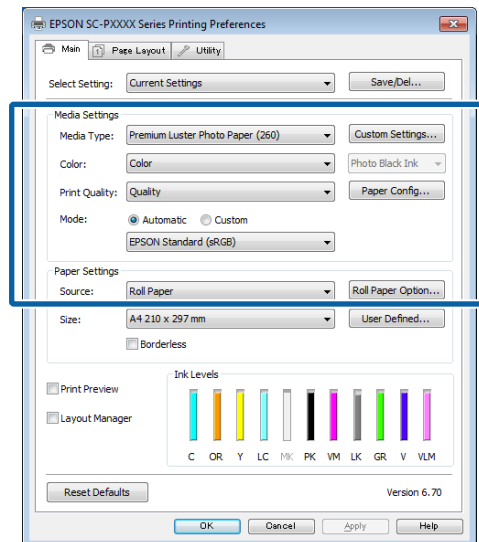 EPSON SC-PXXXX Series Printing Preferences
Main Page Layout Utility
Select Setting: Current Settings Save/Del...
Media Settings
Media Type: Premium Luster Photo Paper (260) Custom Settings...
Color: Color Photo Black Ink
Print Quality: Quality Paper Config...
Mode: Automatic Custom
EPSON Standard (sRGB)
Paper Settings
Source: Roll Paper Roll Paper Option...
Size: A4 210 x 297 mm User Defined...
Borderless
Ink Levels
Print Preview
Layout Manager
C OR Y LC MK PK VM LK GR V VLM
Reset Defaults Version 6.70
OK Cancel Apply Help